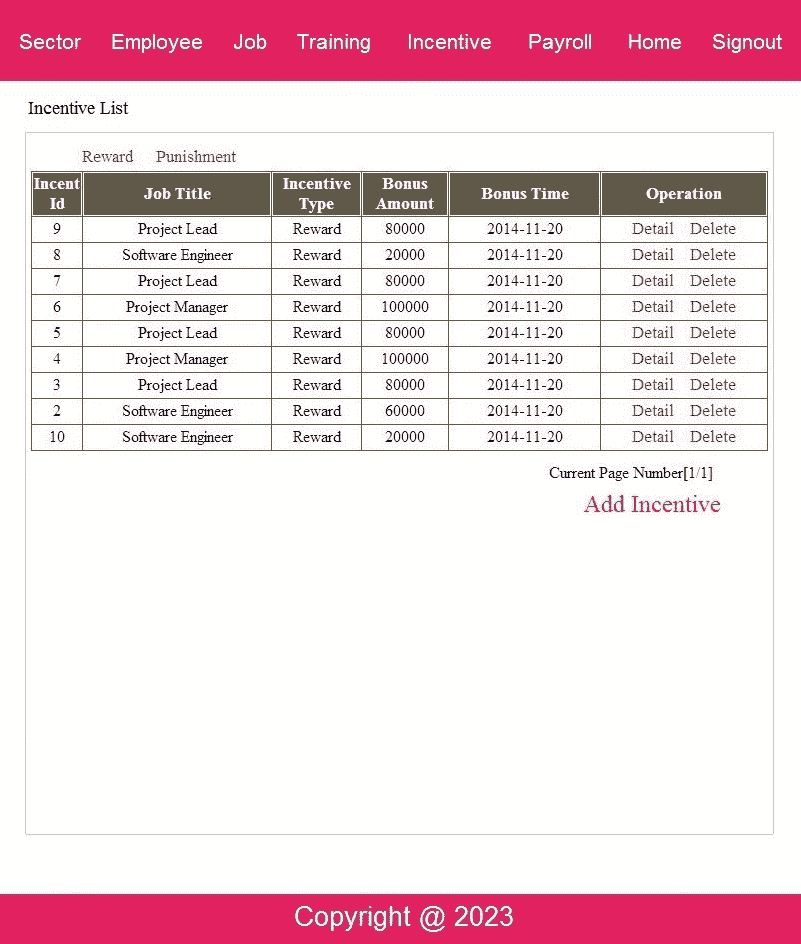 Sector Employee Job Training Incentive Payroll Home Signout
Incentive List
Reward Punishment
Incent Id Job Title Incentive Type Bonus Amount Bonus Time Operation
9 Project Lead Reward 80000 2014-11-20 Detail Delete
8 Software Engineer Reward 20000 2014-11-20 Detail Delete
7 Project Lead Reward 80000 2014-11-20 Detail Delete
6 Project Manager Reward 100000 2014-11-20 Detail Delete
5 Project Lead Reward 80000 2014-11-20 Detail Delete
4 Project Manager Reward 100000 2014-11-20 Detail Delete
3 Project Lead Reward 80000 2014-11-20 Detail Delete
2 Software Engineer Reward 60000 2014-11-20 Detail Delete
10 Software Engineer Reward 20000 2014-11-20 Detail Delete
Current Page Number[1/1]
Add Incentive
Copyright @ 2023